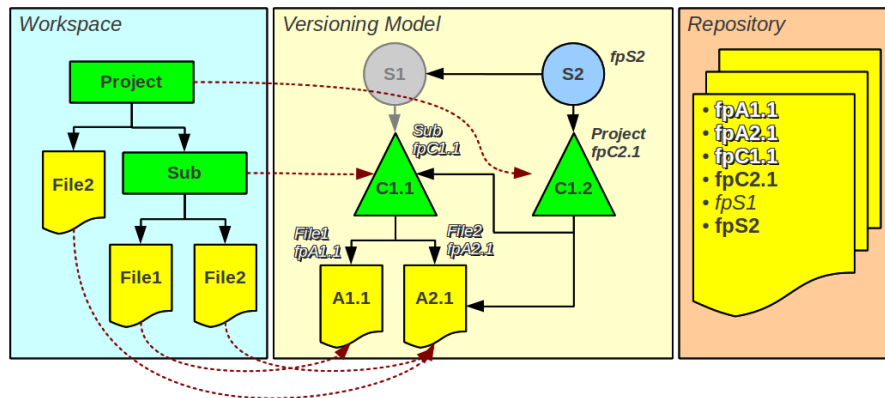 Workspace
Project
File2
Sub
File1
File2
Versioning Model
S1
S2
fpS2
Sub
fpC1.1
Project
fpC2.1
C1.1
C1.2
File1
fpA1.1
File2
fpA2.1
A1.1
A2.1
Repository
• fpA1.1
• fpA2.1
• fpC1.1
• fpC2.1
• fpS1
• fpS2